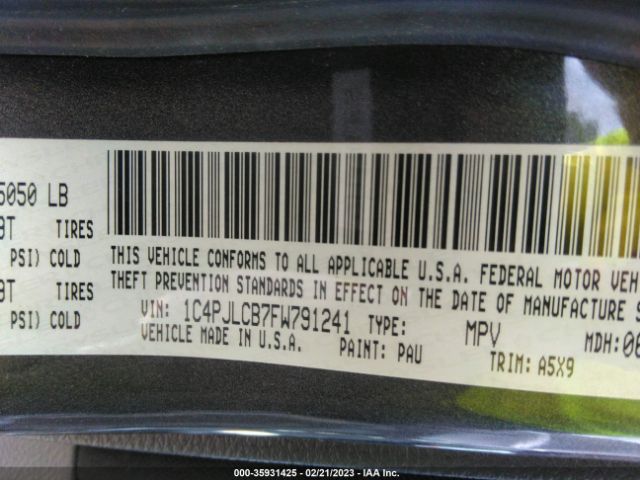 5050 LB
TIRES
PSI) COLD
TIRES
PSI) COLD
THIS VEHICLE CONFORMS TO ALL APPLICABLE U.S.A. FEDERAL MOTOR VEH
THEFT PREVENTION STANDARDS IN EFFECT ON THE DATE OF MANUFACTURE S
VIN: 1C4PJLCB7FW791241 TYPE: MPV MDH:06
VEHICLE MADE IN U.S.A. PAINT: PAU TRIM: A5X9
000-35931425 - 02/21/2023 - IAA Inc.